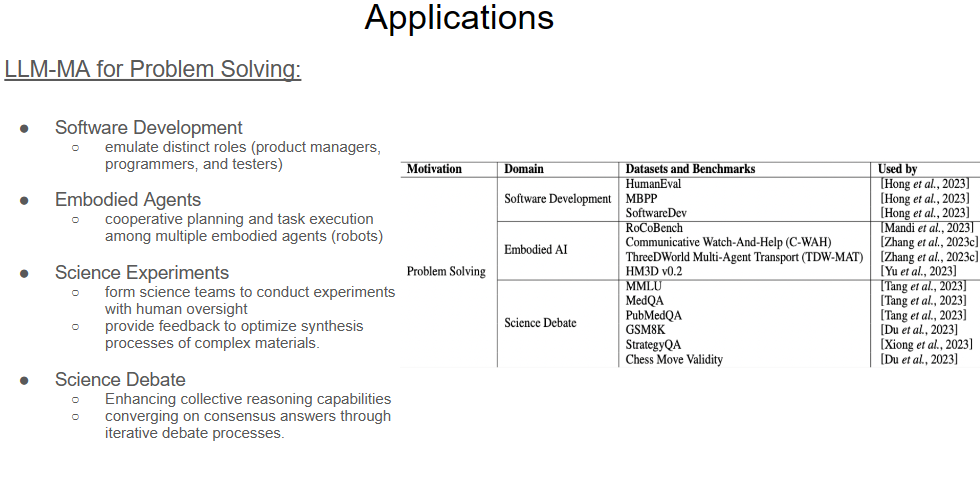 Applications
LLM-MA for Problem Solving:
● Software Development
○ emulate distinct roles (product managers,
programmers, and testers)
● Embodied Agents
○ cooperative planning and task execution
among multiple embodied agents (robots)
● Science Experiments
○ form science teams to conduct experiments
with human oversight
○ provide feedback to optimize synthesis
processes of complex materials.
● Science Debate
○ Enhancing collective reasoning capabilities
○ converging on consensus answers through
iterative debate processes.
Motivation Domain Datasets and Benchmarks Used by
HumanEval [Hong et al., 2023]
Software Development MBPP [Hong et al., 2023]
SoftwareDev [Hong et al., 2023]
RoCoBench [Mandi et al., 2023]
Embodied AI Communicative Watch-And-Help (C-WAH) [Zhang et al., 2023c]
ThreeDWorld Multi-Agent Transport (TDW-MAT) [Zhang et al., 2023c]
Problem Solving HM3D v0.2 [Yu et al., 2023]
MMLU [Tang et al., 2023]
MedQA [Tang et al., 2023]
PubMedQA [Tang et al., 2023]
Science Debate GSM8K [Du et al., 2023]
StrategyQA [Xiong et al., 2023]
Chess Move Validity [Du et al., 2023]